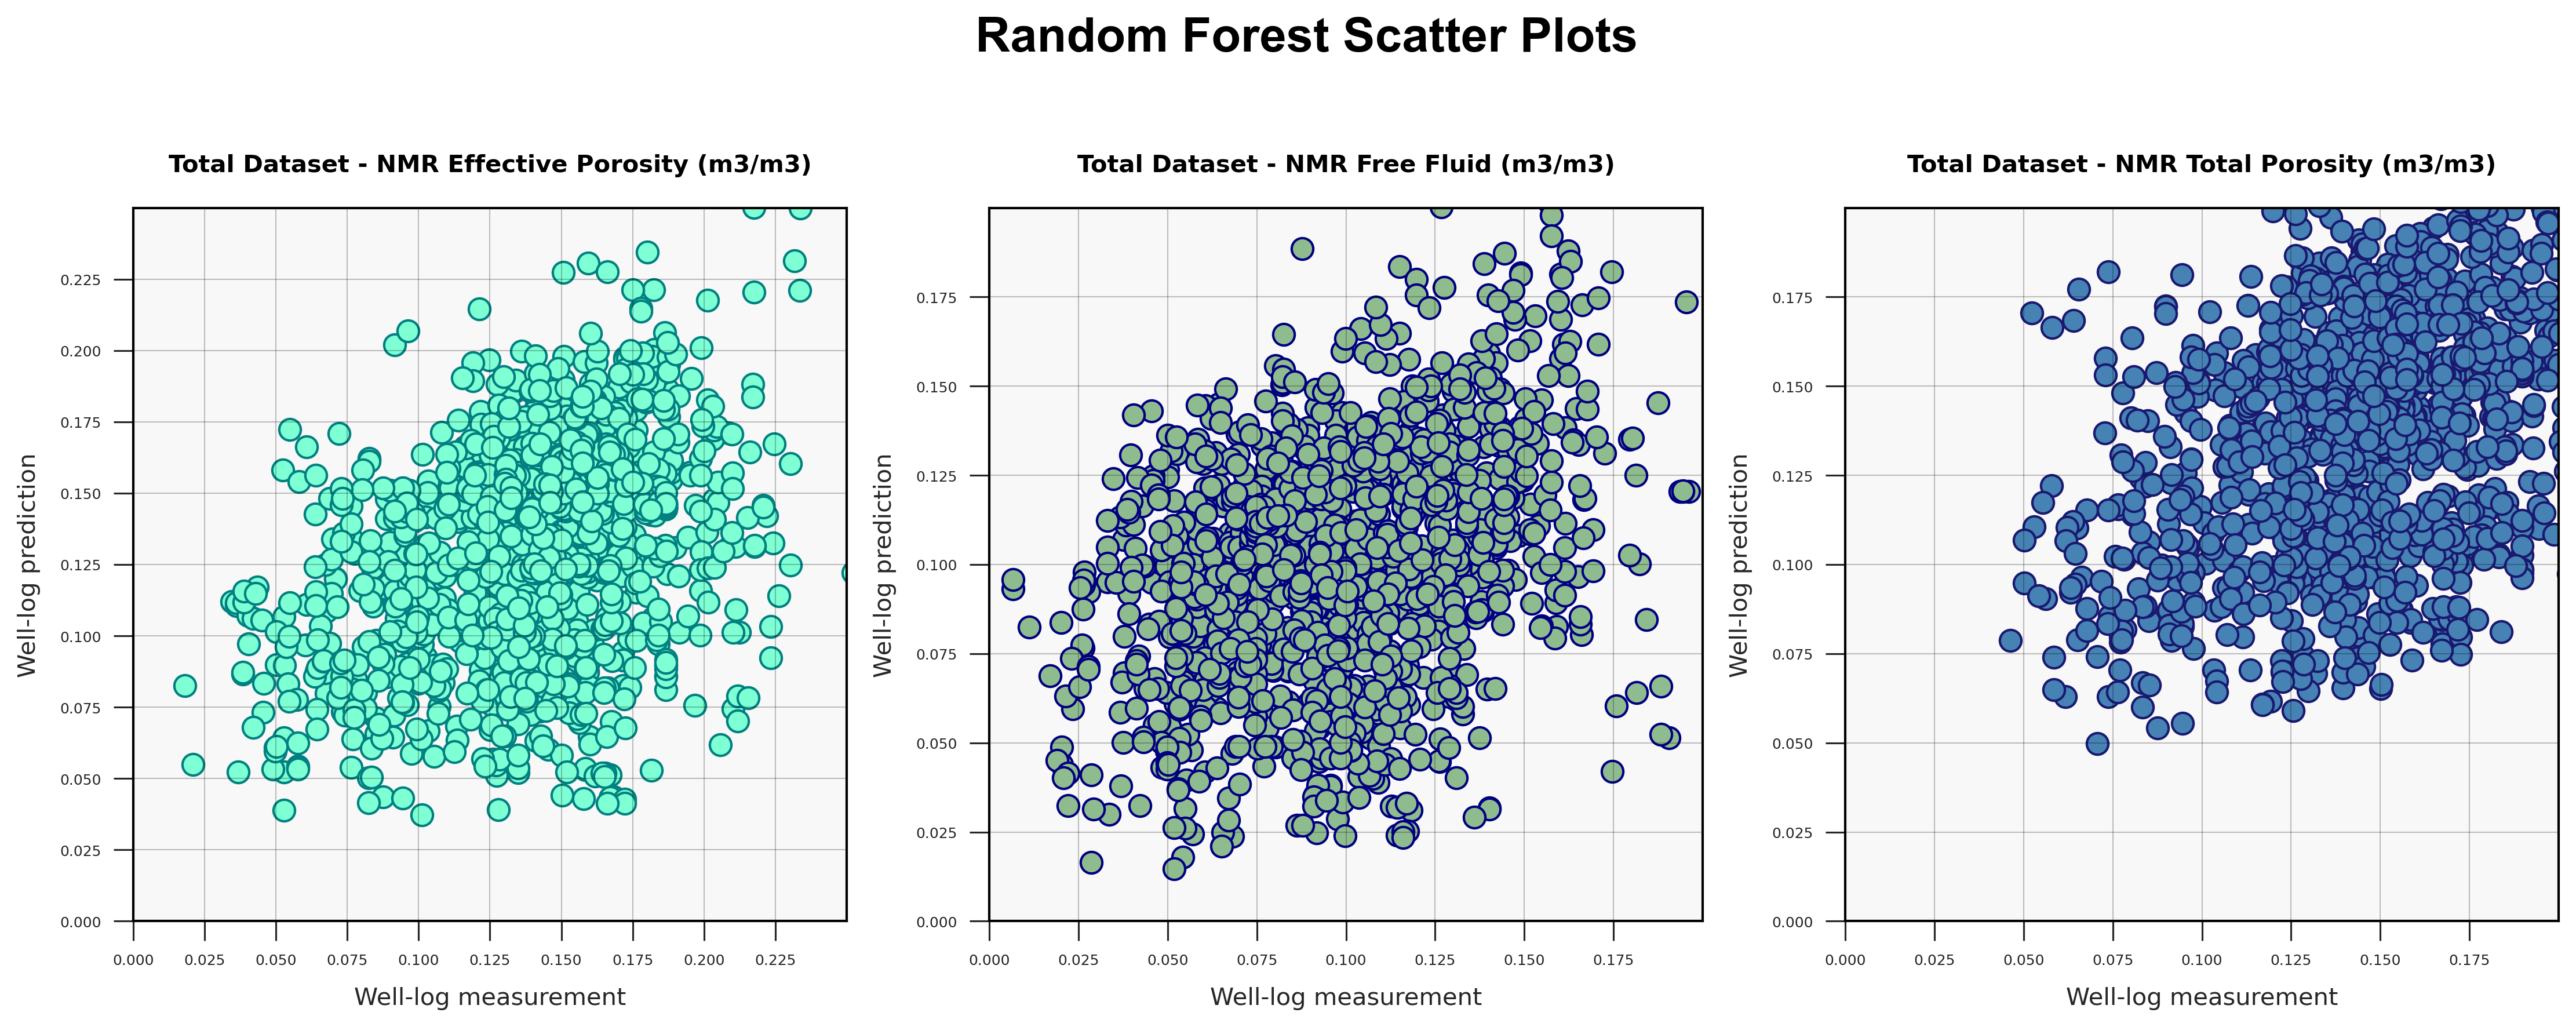 Random Forest Scatter Plots
Total Dataset - NMR Effective Porosity (m3/m3)
Well-log prediction
0.225
0.200
0.175
0.150
0.125
0.100
0.075
0.050
0.025
0.000
0.000 0.025 0.050 0.075 0.100 0.125 0.150 0.175 0.200 0.225
Well-log measurement
Total Dataset - NMR Free Fluid (m3/m3)
Well-log prediction
0.175
0.150
0.125
0.100
0.075
0.050
0.025
0.000
0.000 0.025 0.050 0.075 0.100 0.125 0.150 0.175
Well-log measurement
Total Dataset - NMR Total Porosity (m3/m3)
Well-log prediction
0.175
0.150
0.125
0.100
0.075
0.050
0.025
0.000
0.000 0.025 0.050 0.075 0.100 0.125 0.150 0.175
Well-log measurement